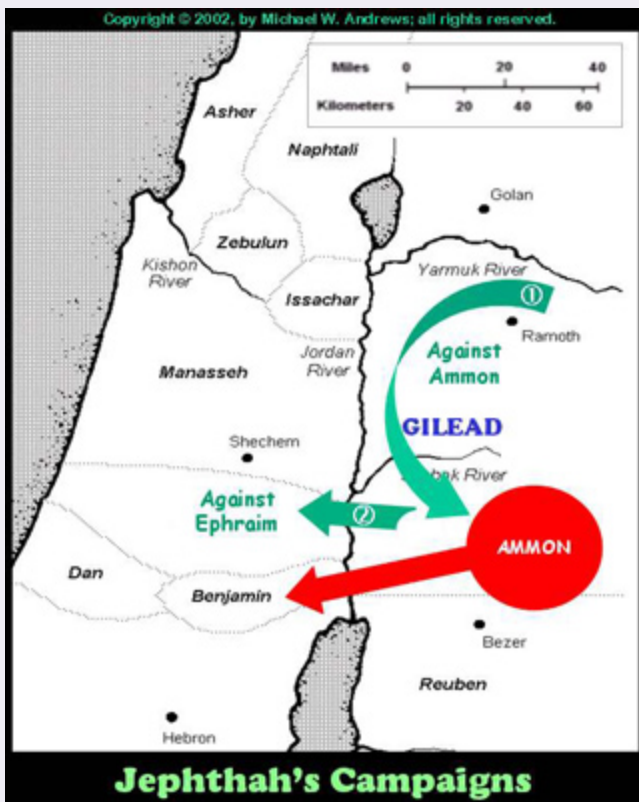 Copyright © 2002, by Michael W. Andrews; all rights reserved.
Miles 0 20 40
Kilometers 20 40 60
Asher
Naphtali
Golan
Zebulun
Kishon
River
Yarmuk River
Issachar
①
Ramoth
Jordan
River
Against
Ammon
Manasseh
GILEAD
Shechem
River
Against
Ephraim
②
AMMON
Dan
Benjamin
Bezer
Reuben
Hebron
Jephthah's Campaigns